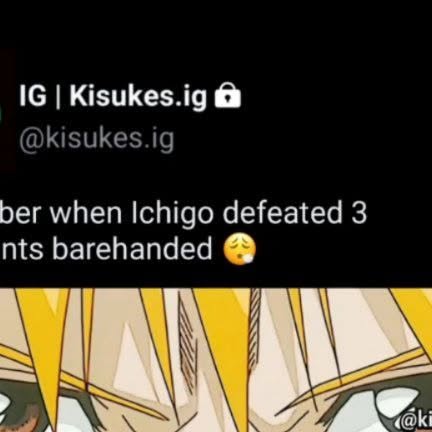 IG | Kisukes.ig
@kisukes.ig
ber when Ichigo defeated 3
nts barehanded 😮‍💨
@ki